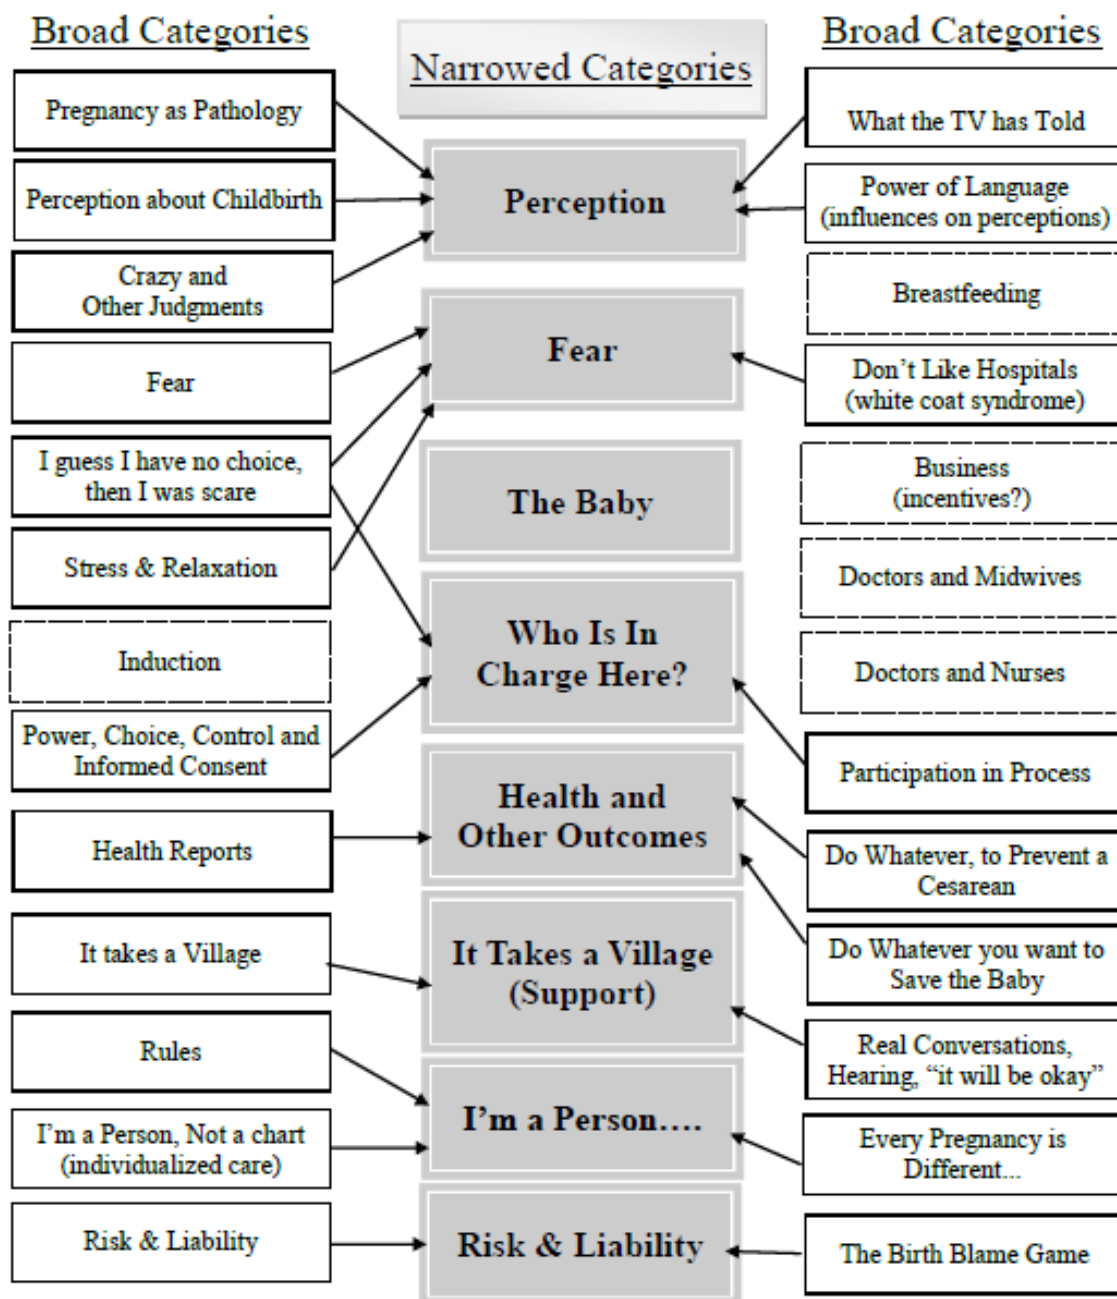 Broad Categories
Pregnancy as Pathology
Perception about Childbirth
Crazy and
Other Judgments
Fear
I guess I have no choice,
then I was scare
Stress & Relaxation
Induction
Power, Choice, Control and
Informed Consent
Health Reports
It takes a Village
Rules
I'm a Person, Not a chart
(individualized care)
Risk & Liability
Narrowed Categories
Perception
Fear
The Baby
Who Is In
Charge Here?
Health and
Other Outcomes
It Takes a Village
(Support)
I'm a Person....
Risk & Liability
Broad Categories
What the TV has Told
Power of Language
(influences on perceptions)
Breastfeeding
Don't Like Hospitals
(white coat syndrome)
Business
(incentives?)
Doctors and Midwives
Doctors and Nurses
Participation in Process
Do Whatever, to Prevent a
Cesarean
Do Whatever you want to
Save the Baby
Real Conversations,
Hearing, “it will be okay”
Every Pregnancy is
Different...
The Birth Blame Game